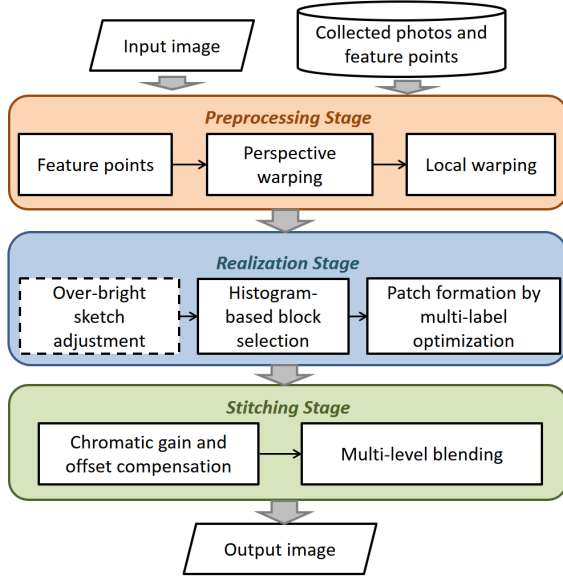 Input image
Collected photos and
feature points
Preprocessing Stage
Feature points
Perspective
warping
Local warping
Realization Stage
Over-bright
sketch
adjustment
Histogram-
based block
selection
Patch formation by
multi-label
optimization
Stitching Stage
Chromatic gain and
offset compensation
Multi-level blending
Output image